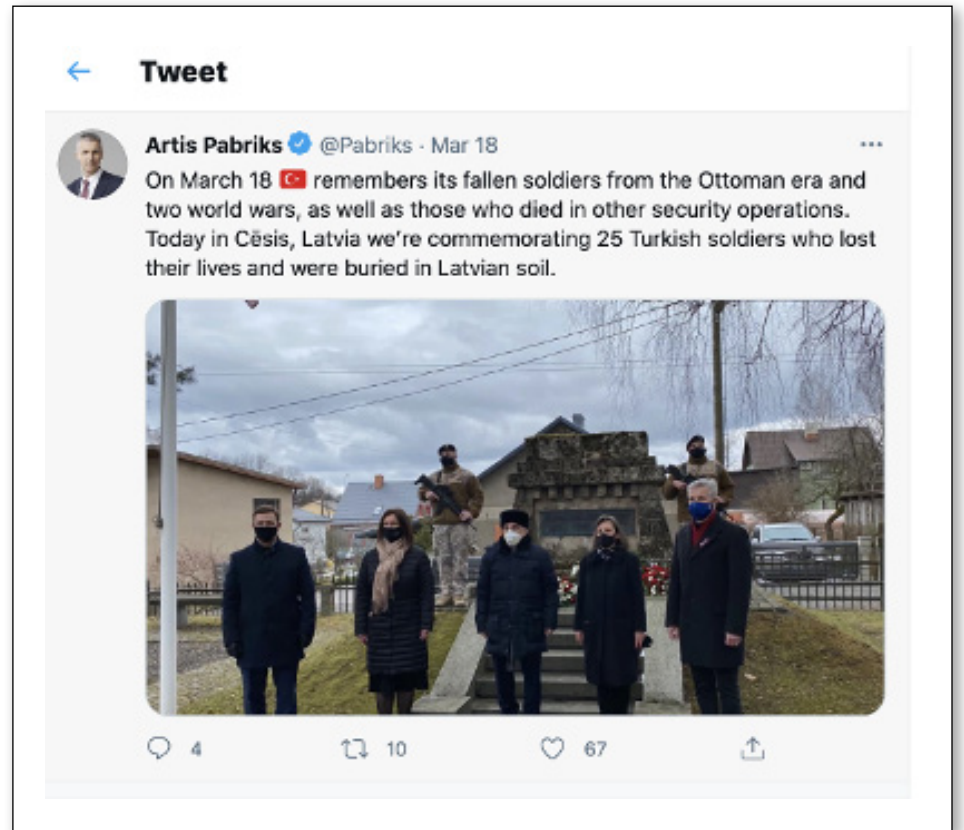 Tweet
Artis Pabriks @Pabriks · Mar 18
On March 18 🇹🇷 remembers its fallen soldiers from the Ottoman era and
two world wars, as well as those who died in other security operations.
Today in Cēsis, Latvia we're commemorating 25 Turkish soldiers who lost
their lives and were buried in Latvian soil.
4 10 67